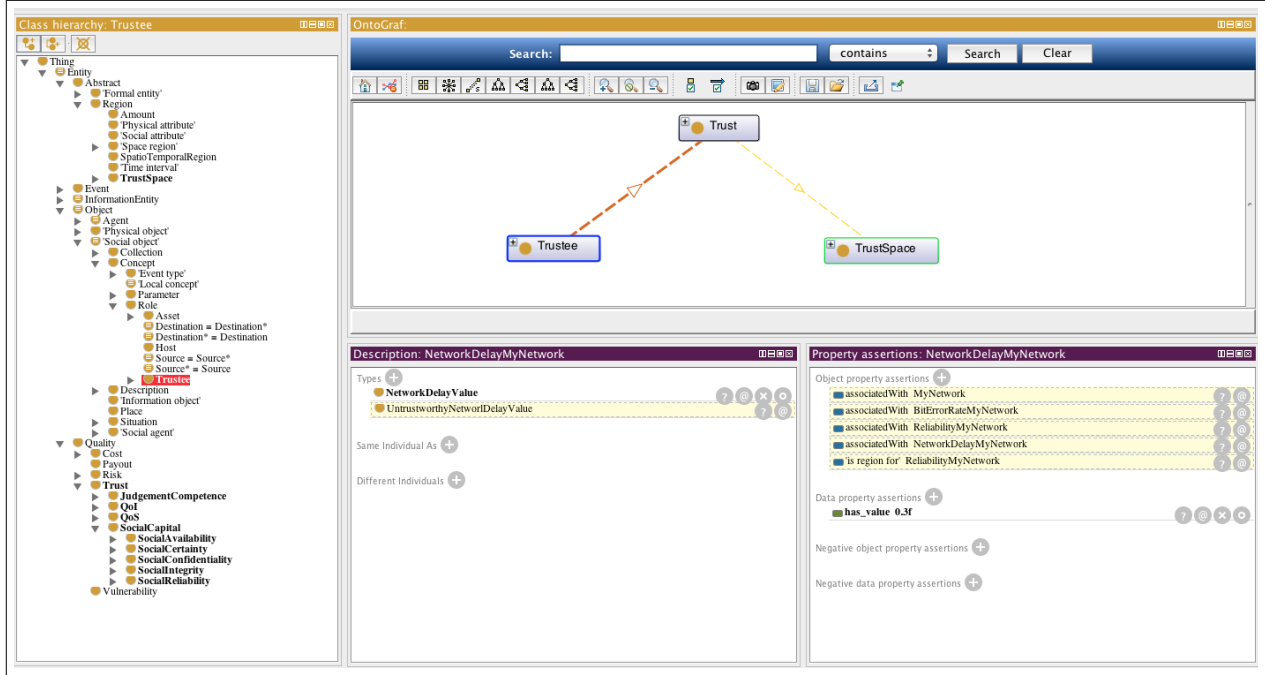 Class hierarchy: Trustee
Thing
Entity
Abstract
'Formal entity'
Region
Amount
'Physical attribute'
'Social attribute'
'Space region'
SpatioTemporalRegion
'Time interval'
TrustSpace
Event
InformationEntity
Object
Agent
'Physical object'
'Social object'
Collection
Concept
'Event type'
'Local concept'
Parameter
Role
Asset
Destination = Destination*
Destination* = Destination
Host
Source = Source*
Source* = Source
Trustee
Description
'Information object'
Place
Situation
'Social agent'
Quality
Cost
Payout
Risk
Trust
JudgementCompetence
QoI
QoS
SocialCapital
SocialAvailability
SocialCertainty
SocialConfidentiality
SocialIntegrity
SocialReliability
Vulnerability
OntoGraf:
Search: contains Search Clear
Trust
Trustee
TrustSpace
Description: NetworkDelayMyNetwork
Types
NetworkDelayValue
UntrustworthyNetworlDelayValue
Same Individual As
Different Individuals
Property assertions: NetworkDelayMyNetwork
Object property assertions
associatedWith MyNetwork
associatedWith BitErrorRateMyNetwork
associatedWith ReliabilityMyNetwork
associatedWith NetworkDelayMyNetwork
'is region for' ReliabilityMyNetwork
Data property assertions
has_value 0.3f
Negative object property assertions
Negative data property assertions